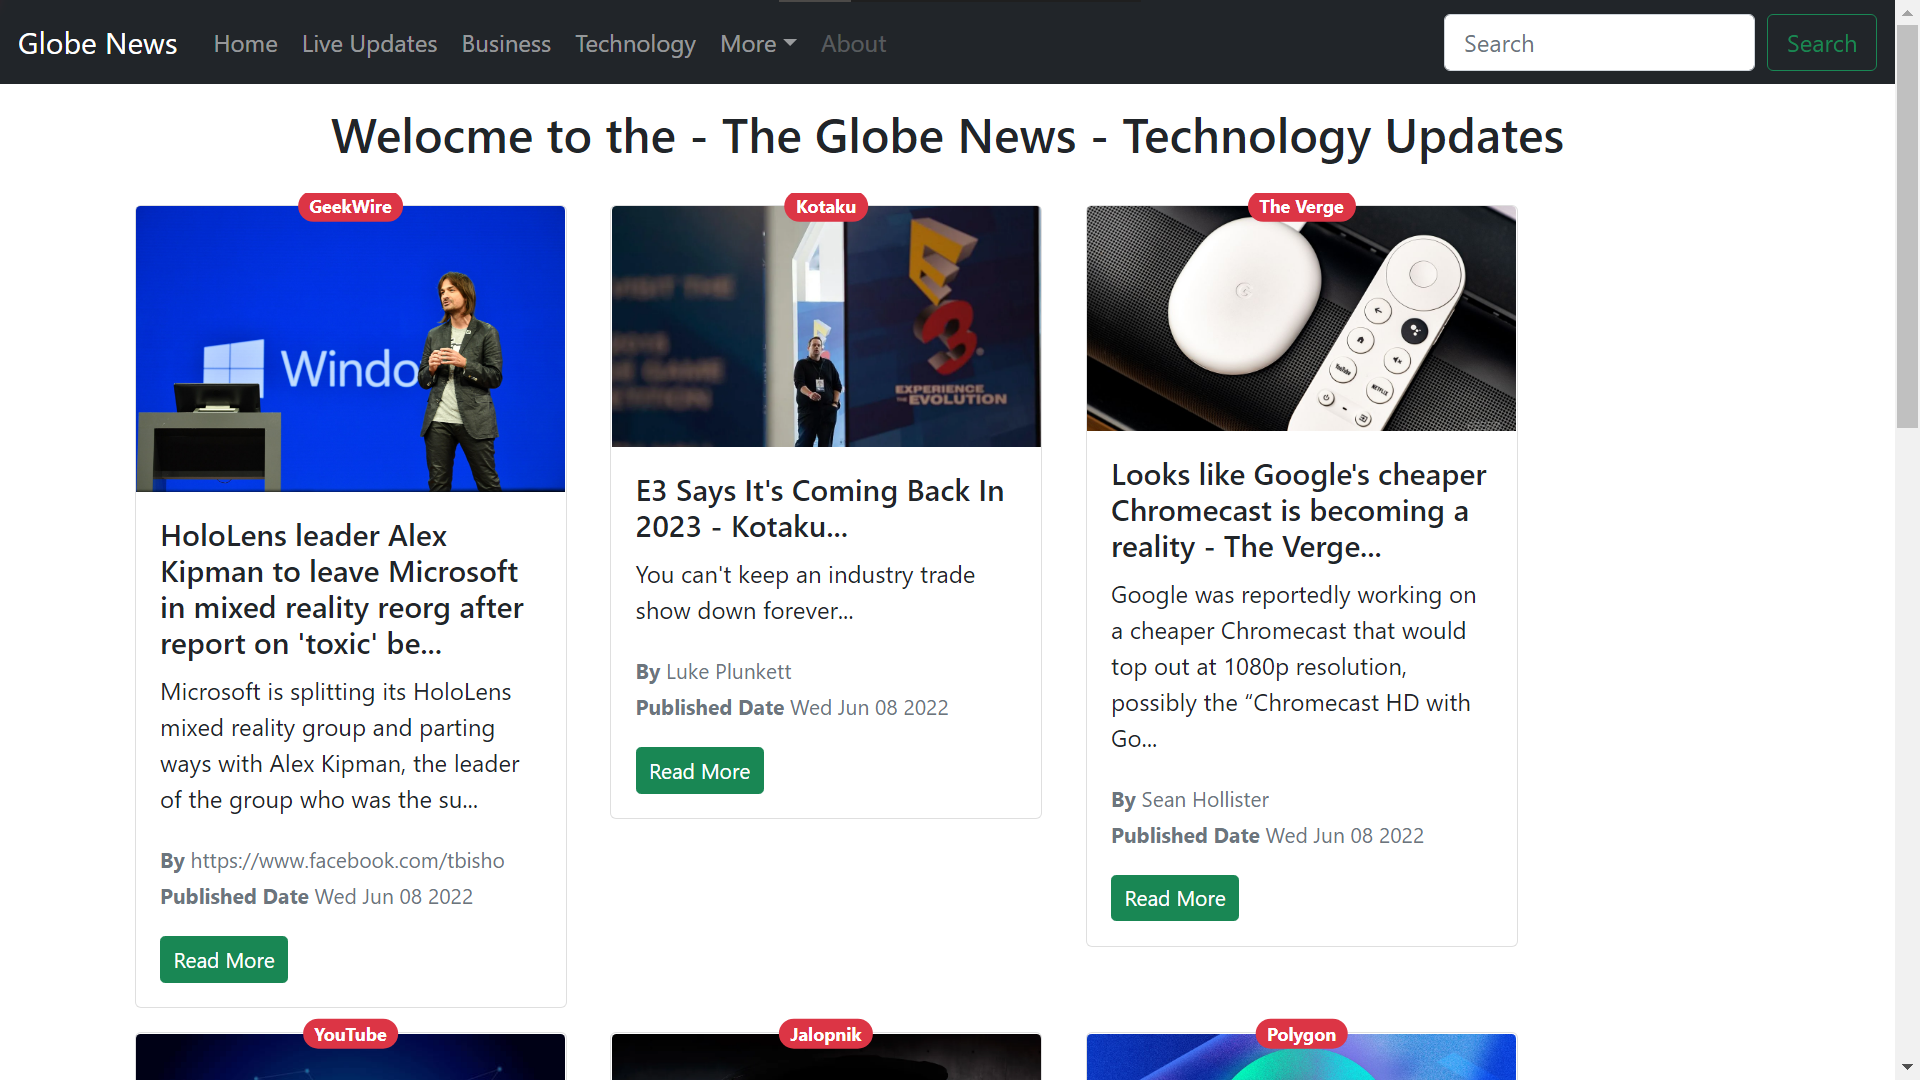 Globe News Home Live Updates Business Technology More About Search Search
Welocme to the - The Globe News - Technology Updates
GeekWire
Windo
HoloLens leader Alex
Kipman to leave Microsoft
in mixed reality reorg after
report on 'toxic' be...
Microsoft is splitting its HoloLens
mixed reality group and parting
ways with Alex Kipman, the leader
of the group who was the su...
By https://www.facebook.com/tbisho
Published Date Wed Jun 08 2022
Read More
Kotaku
VISIT THE
E3
EXPERIENCE
THE EVOLUTION
E3 Says It's Coming Back In
2023 - Kotaku...
You can't keep an industry trade
show down forever...
By Luke Plunkett
Published Date Wed Jun 08 2022
Read More
The Verge
YouTube
NETFLIX
Looks like Google's cheaper
Chromecast is becoming a
reality - The Verge...
Google was reportedly working on
a cheaper Chromecast that would
top out at 1080p resolution,
possibly the “Chromecast HD with
Go...
By Sean Hollister
Published Date Wed Jun 08 2022
Read More
YouTube
Jalopnik
Polygon